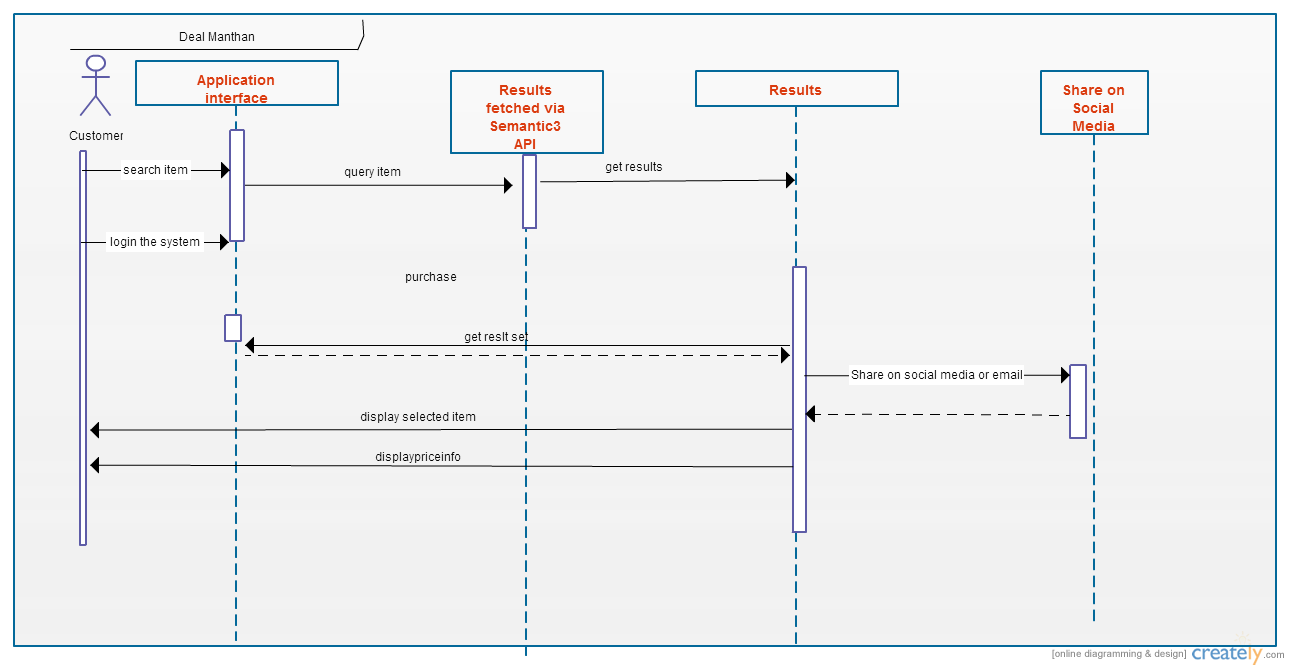 Deal Manthan
Application
interface
Results
fetched via
Semantic3
API
Results
Share on
Social
Media
Customer
search item
query item
get results
login the system
purchase
get reslt set
Share on social media or email
display selected item
displaypriceinfo
[online diagramming & design] creately.com